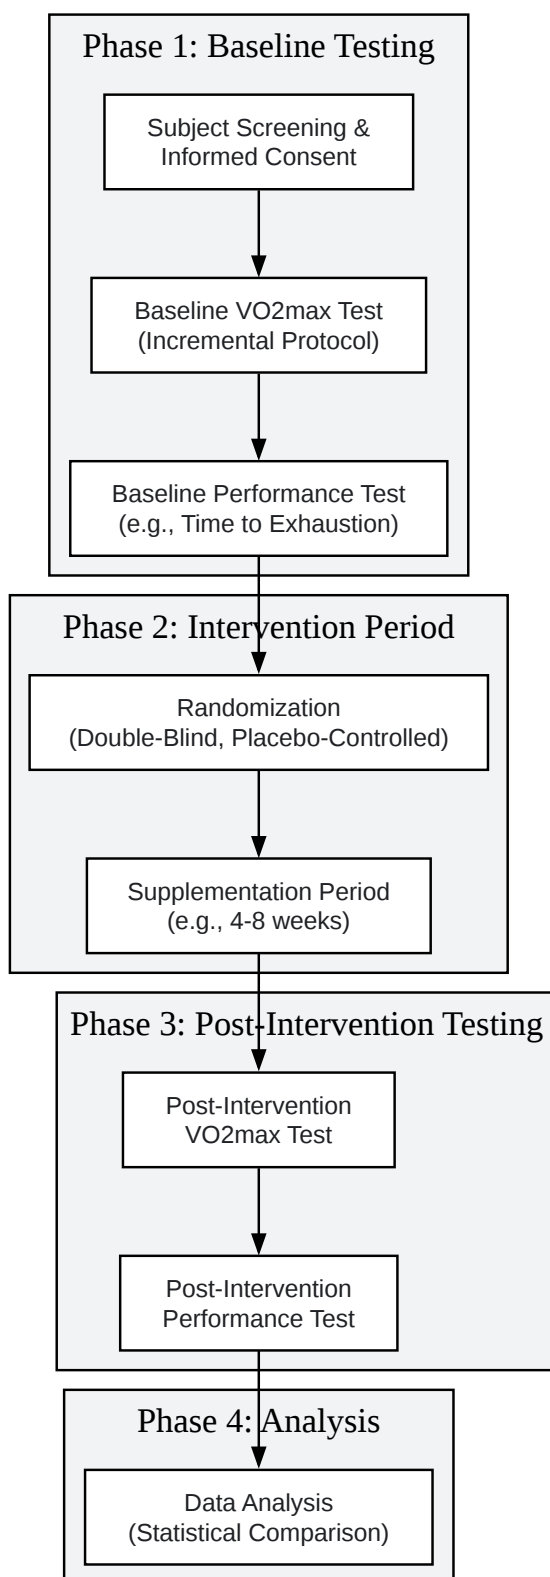 Phase 1: Baseline Testing
Subject Screening &
Informed Consent
Baseline VO2max Test
(Incremental Protocol)
Baseline Performance Test
(e.g., Time to Exhaustion)
Phase 2: Intervention Period
Randomization
(Double-Blind, Placebo-Controlled)
Supplementation Period
(e.g., 4-8 weeks)
Phase 3: Post-Intervention Testing
Post-Intervention
VO2max Test
Post-Intervention
Performance Test
Phase 4: Analysis
Data Analysis
(Statistical Comparison)